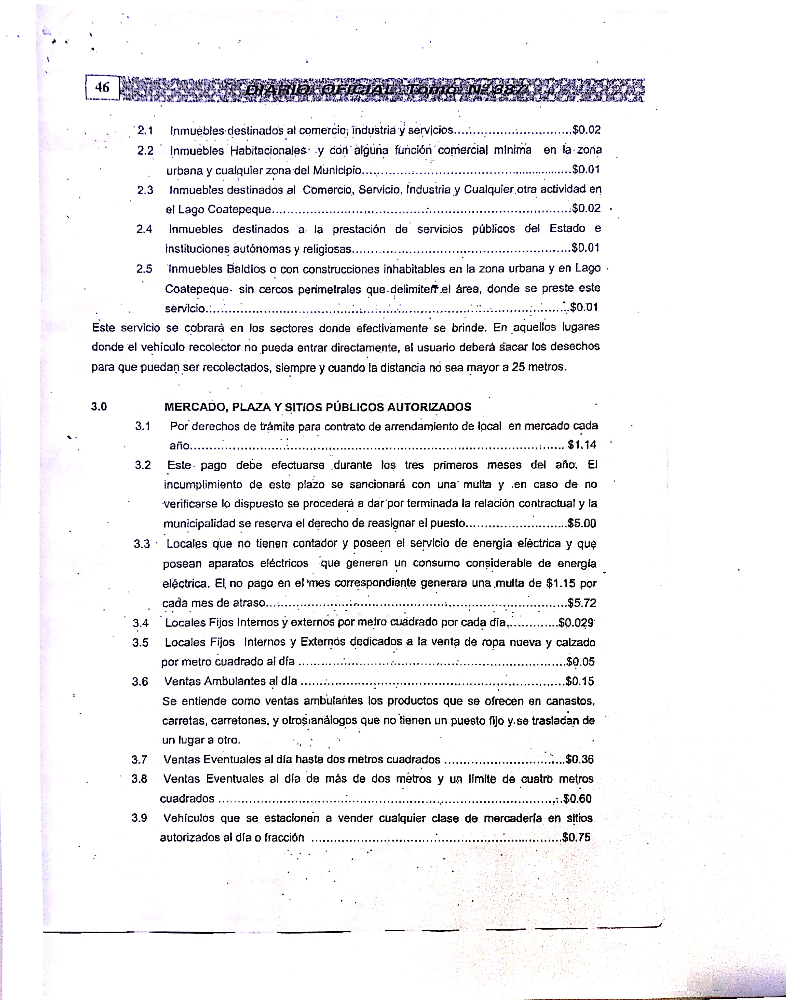 46 DIARIO OFICIAL Tomo Nº 387
2.1 Inmuebles destinados al comercio, industria y servicios..............................$0.02
2.2 Inmuebles Habitacionales y con alguna función comercial mínima en la zona
urbana y cualquier zona del Municipio......................................................$0.01
2.3 Inmuebles destinados al Comercio, Servicio, Industria y Cualquier otra actividad en
el Lago Coatepeque..............................................................................$0.02
2.4 Inmuebles destinados a la prestación de servicios públicos del Estado e
instituciones autónomas y religiosas.........................................................$0.01
2.5 Inmuebles Baldíos o con construcciones inhabitables en la zona urbana y en Lago
Coatepeque sin cercos perimetrales que delimiten el área, donde se preste este
servicio...............................................................................................$0.01
Este servicio se cobrará en los sectores donde efectivamente se brinde. En aquellos lugares
donde el vehículo recolector no pueda entrar directamente, el usuario deberá sacar los desechos
para que puedan ser recolectados, siempre y cuando la distancia no sea mayor a 25 metros.
3.0 MERCADO, PLAZA Y SITIOS PÚBLICOS AUTORIZADOS
3.1 Por derechos de trámite para contrato de arrendamiento de local en mercado cada
año.................................................................................................. $1.14
3.2 Este pago debe efectuarse durante los tres primeros meses del año. El
incumplimiento de este plazo se sancionará con una multa y en caso de no
verificarse lo dispuesto se procederá a dar por terminada la relación contractual y la
municipalidad se reserva el derecho de reasignar el puesto..........................$5.00
3.3 Locales que no tienen contador y poseen el servicio de energía eléctrica y que
posean aparatos eléctricos que generen un consumo considerable de energía
eléctrica. El no pago en el mes correspondiente generara una multa de $1.15 por
cada mes de atraso..............................................................................$5.72
3.4 Locales Fijos Internos y externos por metro cuadrado por cada día,.............$0.029
3.5 Locales Fijos Internos y Externos dedicados a la venta de ropa nueva y calzado
por metro cuadrado al día ......................................................................$0.05
3.6 Ventas Ambulantes al día .....................................................................$0.15
Se entiende como ventas ambulantes los productos que se ofrecen en canastos,
carretas, carretones, y otros análogos que no tienen un puesto fijo y se trasladan de
un lugar a otro.
3.7 Ventas Eventuales al día hasta dos metros cuadrados ................................$0.36
3.8 Ventas Eventuales al día de más de dos metros y un límite de cuatro metros
cuadrados ..........................................................................................$0.60
3.9 Vehículos que se estacionen a vender cualquier clase de mercadería en sitios
autorizados al día o fracción .................................................................$0.75